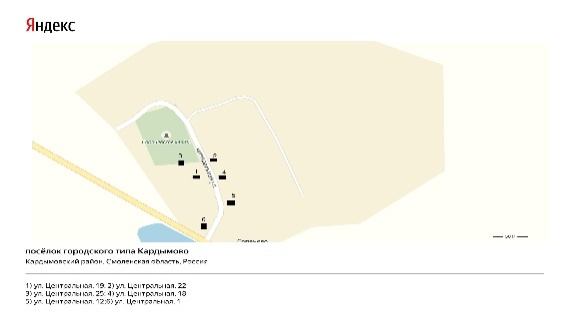 Яндекс
посёлок городского типа Кардымово
Кардымовский район, Смоленская область, Россия
1) ул. Центральная, 19; 2) ул. Центральная, 22
3) ул. Центральная, 25; 4) ул. Центральная, 18
5) ул. Центральная, 12;6) ул. Центральная, 1